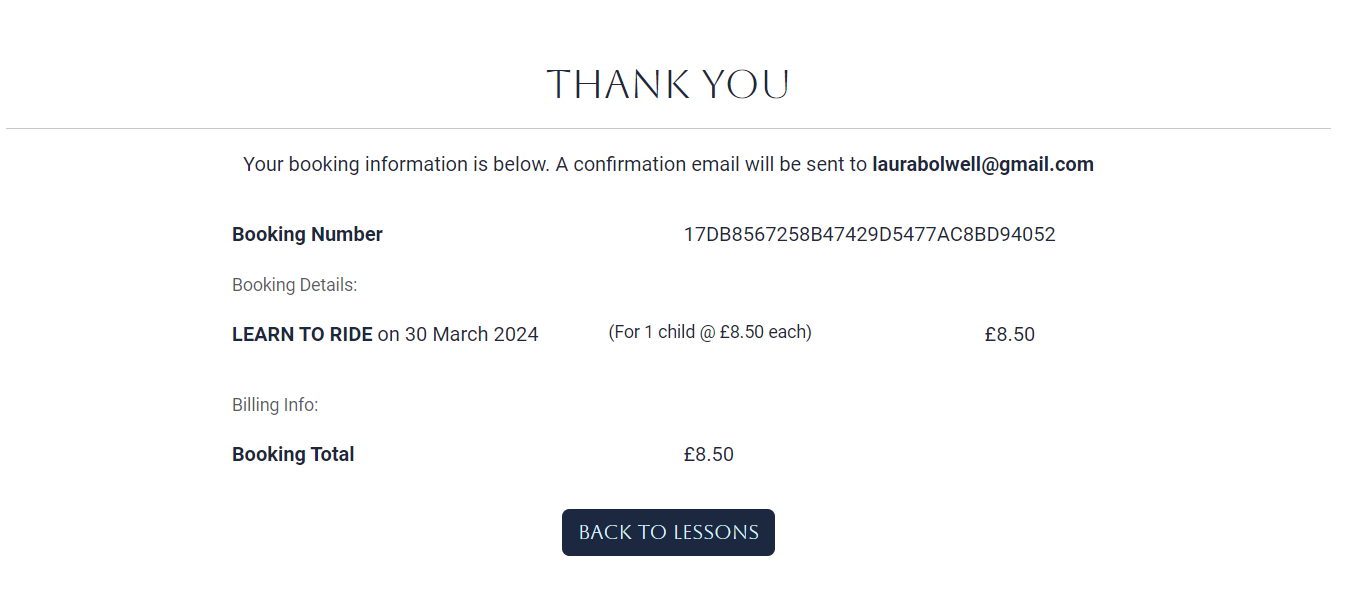 THANK YOU
Your booking information is below. A confirmation email will be sent to laurabolwell@gmail.com
Booking Number 17DB8567258B47429D5477AC8BD94052
Booking Details:
LEARN TO RIDE on 30 March 2024 (For 1 child @ £8.50 each) £8.50
Billing Info:
Booking Total £8.50
BACK TO LESSONS